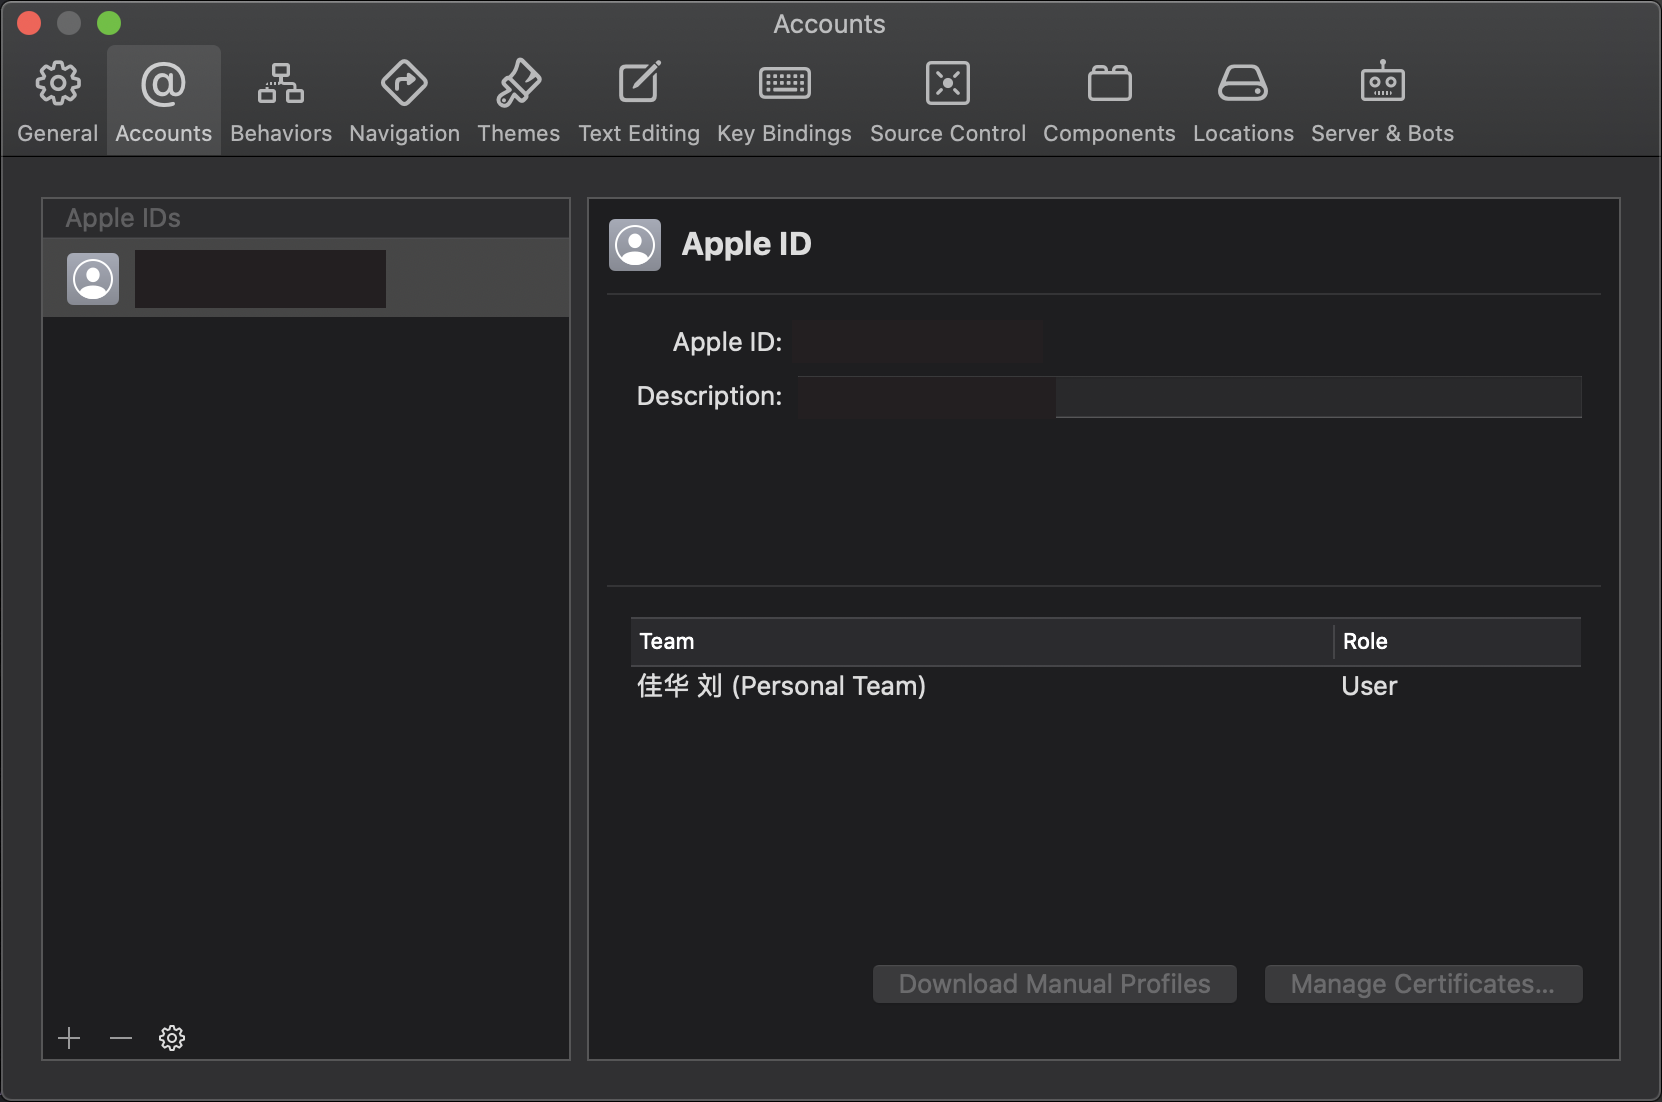 Accounts
General
Accounts
Behaviors
Navigation
Themes
Text Editing
Key Bindings
Source Control
Components
Locations
Server & Bots
Apple IDs
Apple ID
Apple ID:
Description:
Team Role
佳华 刘 (Personal Team) User
Download Manual Profiles
Manage Certificates...